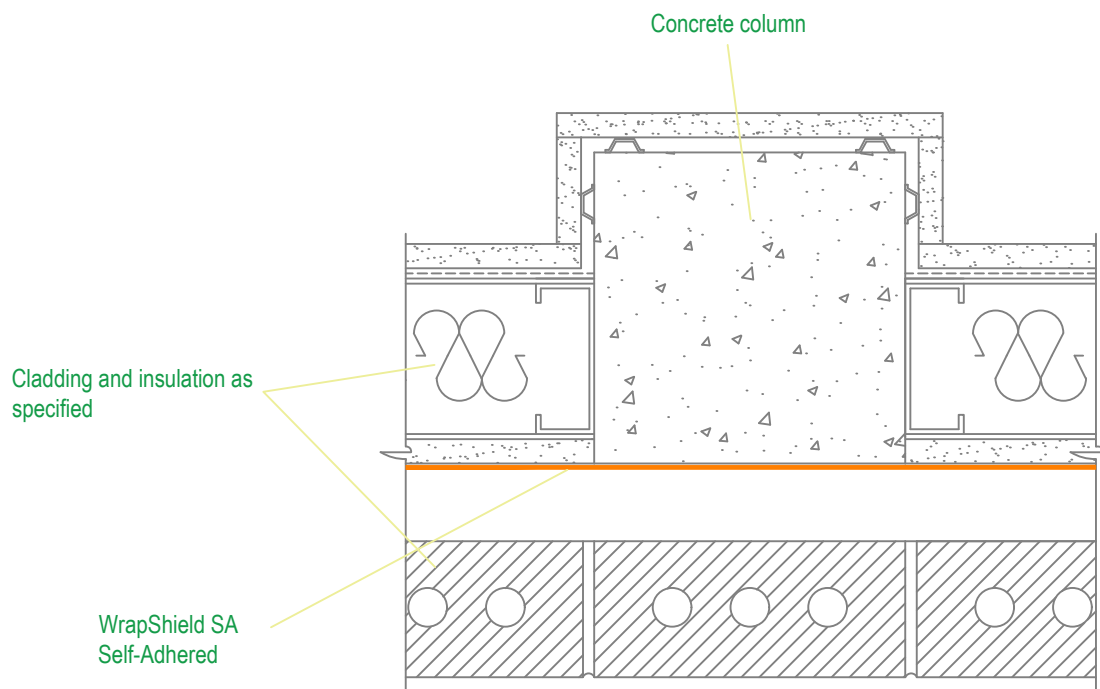 Concrete column
Cladding and insulation as
specified
WrapShield SA
Self-Adhered